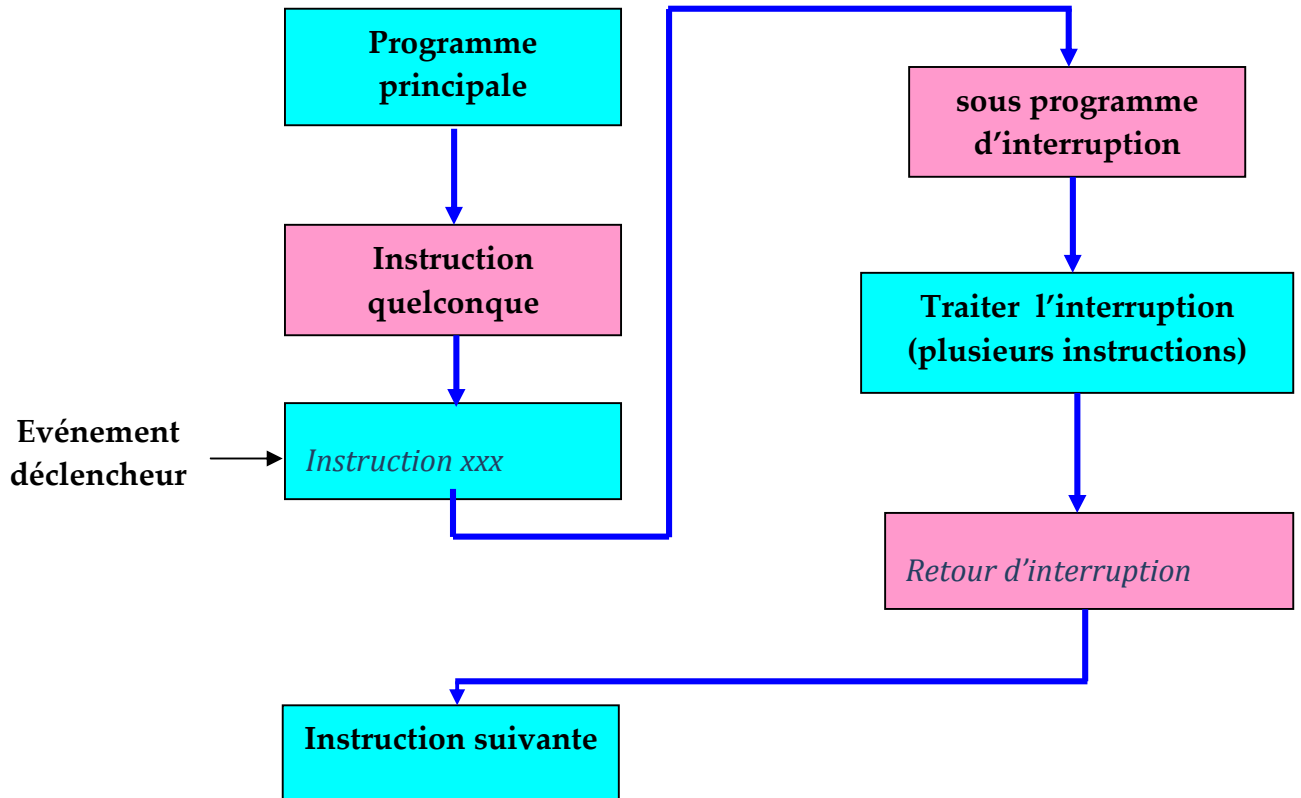 Programme
principale
Instruction
quelconque
Evénement
déclencheur
Instruction xxx
sous programme
d’interruption
Traiter l’interruption
(plusieurs instructions)
Retour d’interruption
Instruction suivante